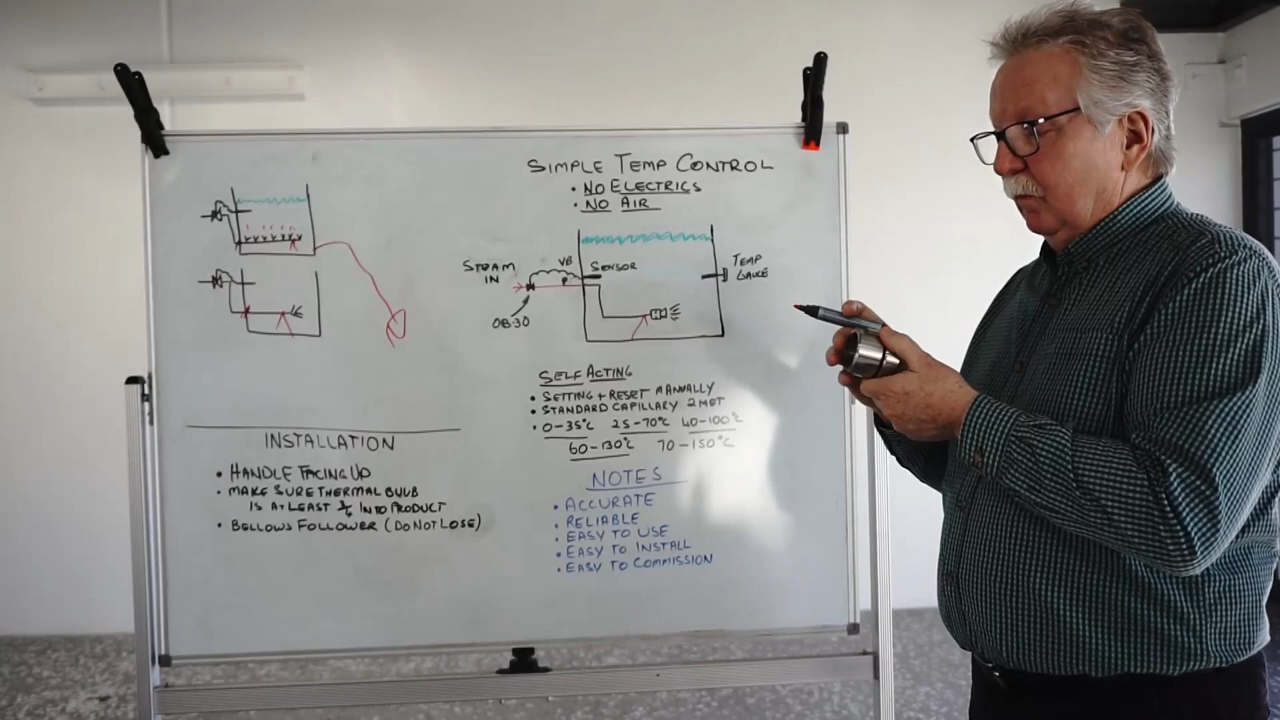 SIMPLE TEMP CONTROL
• NO ELECTRICS
• NO AIR
STEAM IN
VB
SENSOR
TEMP GAUGE
OB30
SELF ACTING
• SETTING + RESET MANUALLY
• STANDARD CAPILLARY 2MET
• 0-35°C 25-70°C 40-100°C
60-130°C 70-150°C
NOTES
• ACCURATE
• RELIABLE
• EASY TO USE
• EASY TO INSTALL
• EASY TO COMMISSION
INSTALLATION
• HANDLE FACING UP
• MAKE SURE THERMAL BULB
IS AT LEAST INTO PRODUCT
• BELLOWS FOLLOWER (DO NOT LOSE)